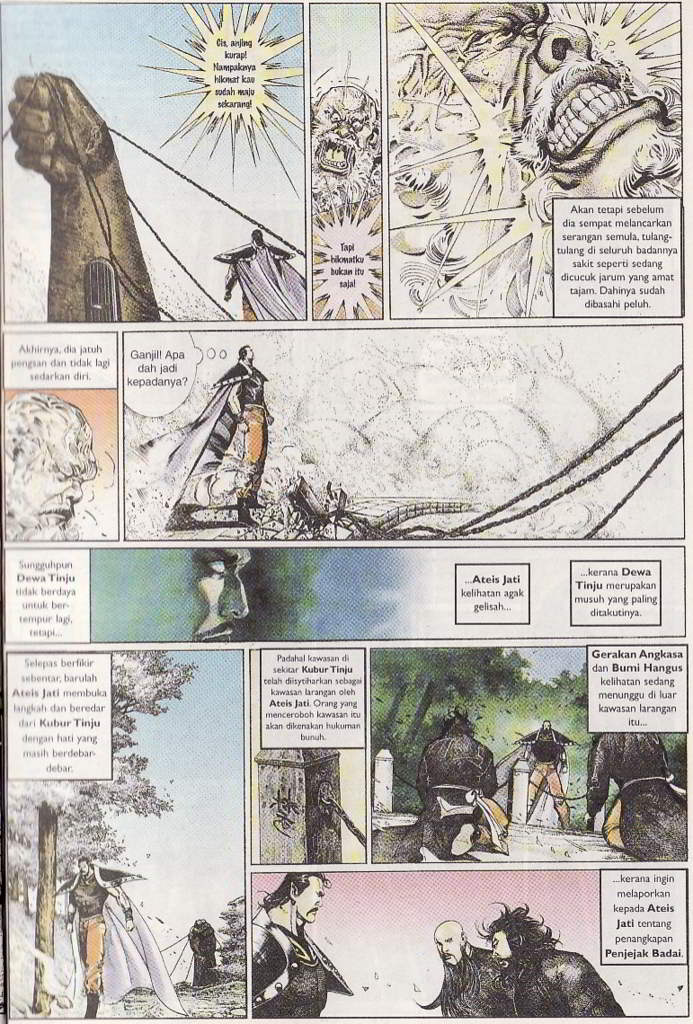 Cis, anjing
kurap!
Nampaknya
hikmat kau
sudah maju
sekarang!
Tapi
hikmatku
bukan itu
saja!
Akan tetapi sebelum
dia sempat melancarkan
serangan semula, tulang-
tulang di seluruh badannya
sakit seperti sedang
dicucuk jarum yang amat
tajam. Dahinya sudah
dibasahi peluh.
Akhirnya, dia jatuh
pengsan dan tidak lagi
sedarkan diri.
Ganjil! Apa
dah jadi
kepadanya?
Sungguhpun
Dewa Tinju
tidak berdaya
untuk ber-
tempur lagi,
tetapi...
...Ateis Jati
kelihatan agak
gelisah...
...kerana Dewa
Tinju merupakan
musuh yang paling
ditakutinya.
Selepas berfikir
sebentar, barulah
Ateis Jati membuka
langkah dan beredar
dari Kubur Tinju
dengan hati yang
masih berdebar-
debar.
Padahal kawasan di
sekitar Kubur Tinju
telah diisytiharkan sebagai
kawasan larangan oleh
Ateis Jati. Orang yang
menceroboh kawasan itu
akan dikenakan hukuman
bunuh.
Gerakan Angkasa
dan Bumi Hangus
kelihatan sedang
menunggu di luar
kawasan larangan
itu...
...kerana ingin
melaporkan
kepada Ateis
Jati tentang
penangkapan
Penjejak Badai.